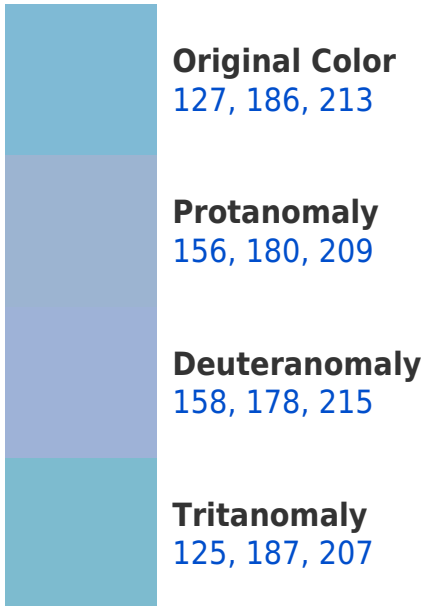 Original Color
127, 186, 213
Protanomaly
156, 180, 209
Deuteranomaly
158, 178, 215
Tritanomaly
125, 187, 207